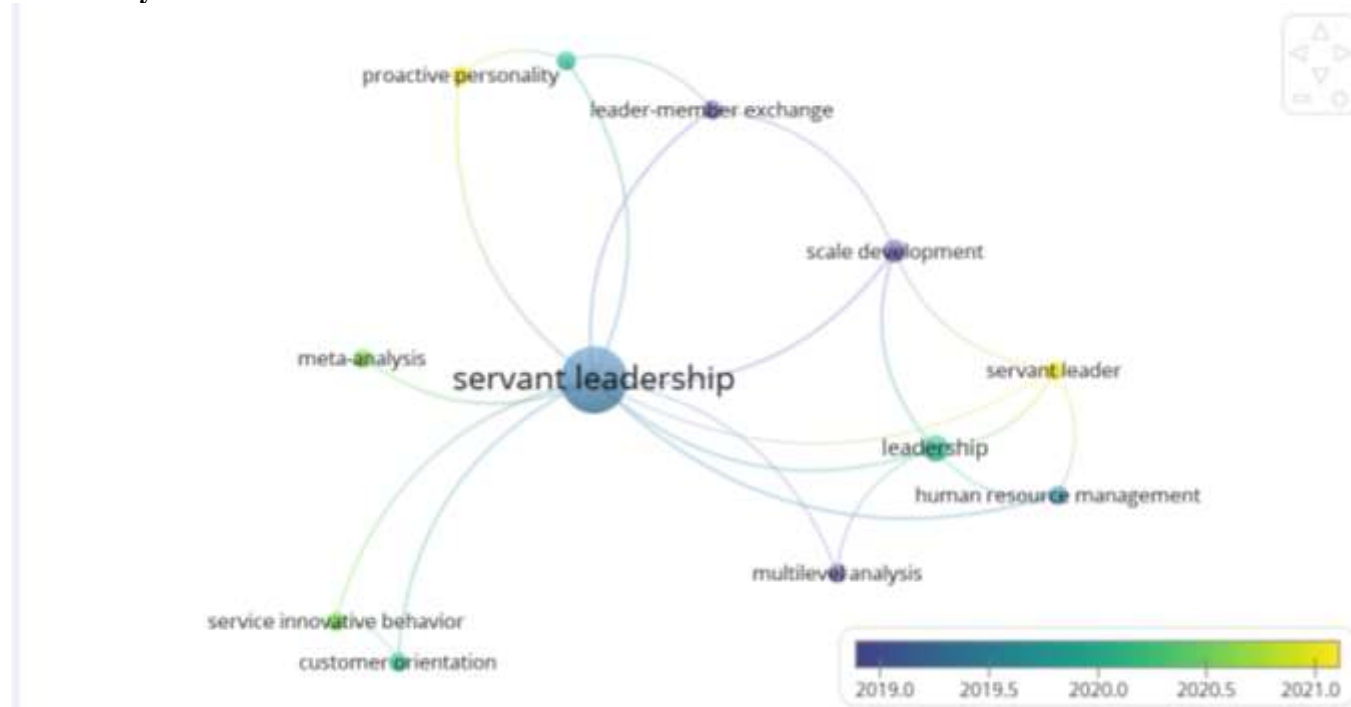 proactive personality
leader-member exchange
scale development
meta-analysis
servant leadership
servant leader
leadership
human resource management
multilevel analysis
service innovative behavior
customer orientation
2019.0 2019.5 2020.0 2020.5 2021.0